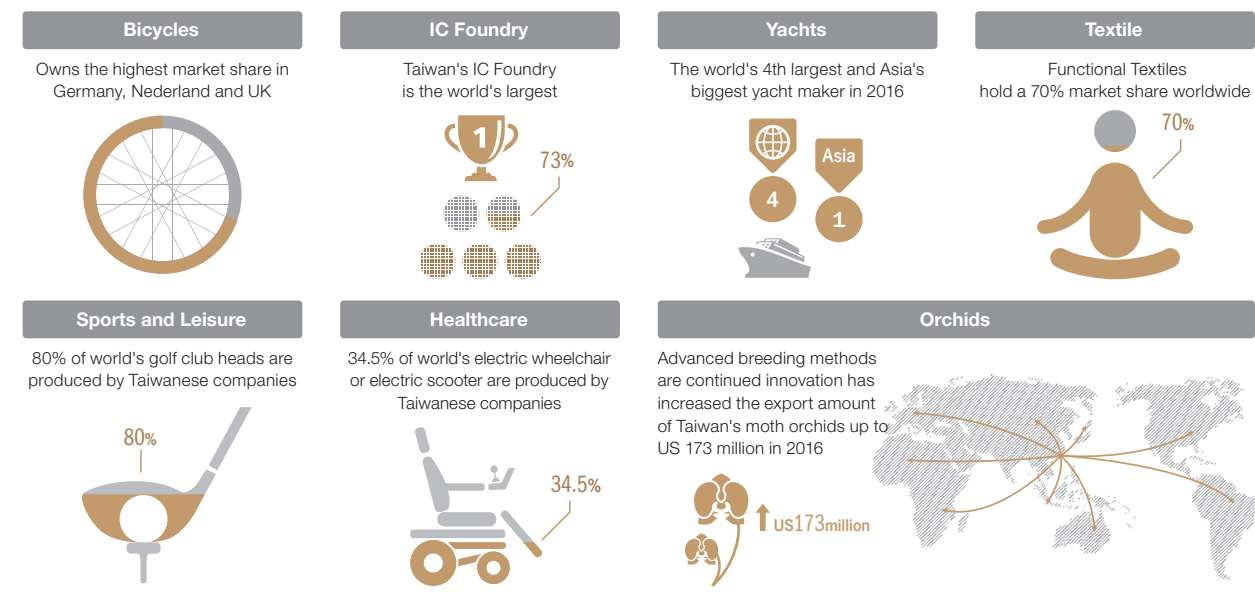 Bicycles
Owns the highest market share in
Germany, Nederland and UK
IC Foundry
Taiwan's IC Foundry
is the world's largest
1
73%
Yachts
The world's 4th largest and Asia's
biggest yacht maker in 2016
4
Asia
1
Textile
Functional Textiles
hold a 70% market share worldwide
70%
Sports and Leisure
80% of world's golf club heads are
produced by Taiwanese companies
80%
Healthcare
34.5% of world's electric wheelchair
or electric scooter are produced by
Taiwanese companies
34.5%
Orchids
Advanced breeding methods
are continued innovation has
increased the export amount
of Taiwan's moth orchids up to
US 173 million in 2016
US173million